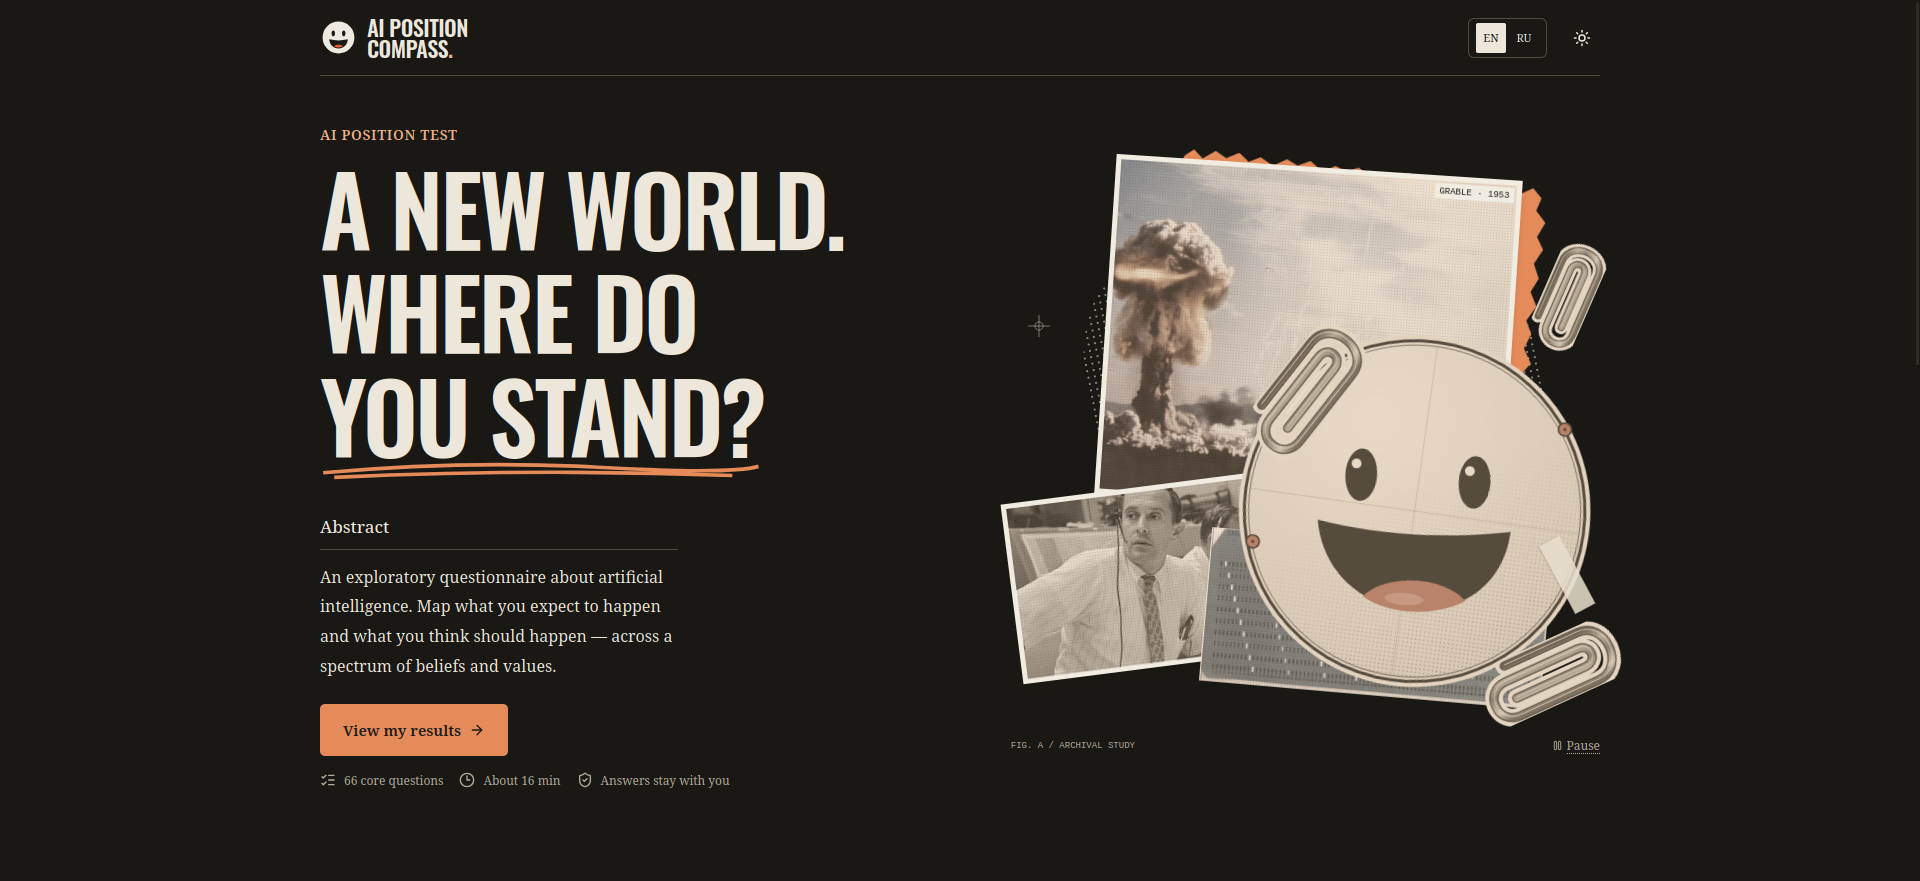 AI POSITION
COMPASS.
EN
RU
AI POSITION TEST
A NEW WORLD.
WHERE DO
YOU STAND?
Abstract
An exploratory questionnaire about artificial
intelligence. Map what you expect to happen
and what you think should happen — across a
spectrum of beliefs and values.
View my results
66 core questions
About 16 min
Answers stay with you
GRABLE - 1953
FIG. A / ARCHIVAL STUDY
Pause